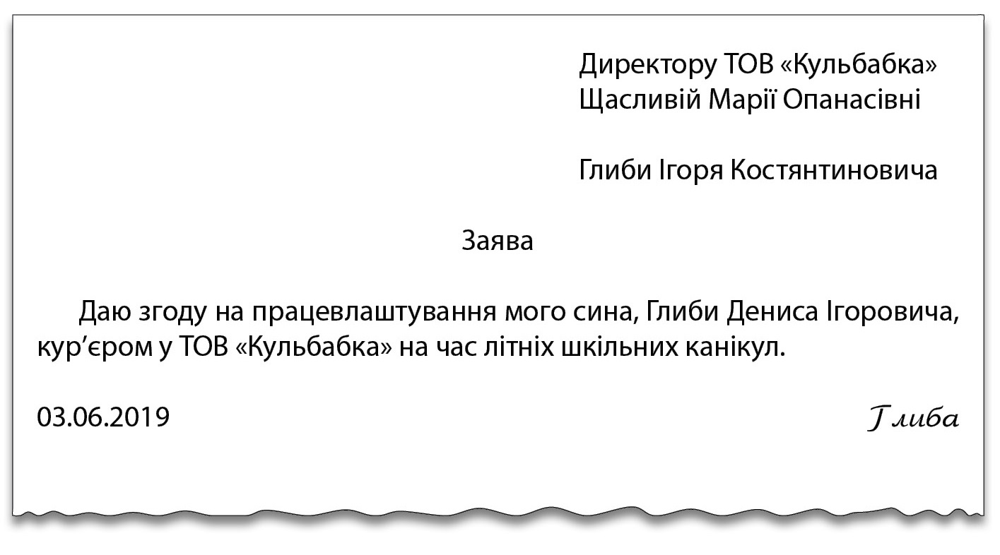 Директору ТОВ «Кульбабка»
Щасливій Марії Опанасівні
Глиби Ігоря Костянтиновича
Заява
Даю згоду на працевлаштування мого сина, Глиби Дениса Ігоровича,
кур’єром у ТОВ «Кульбабка» на час літніх шкільних канікул.
03.06.2019 Глиба